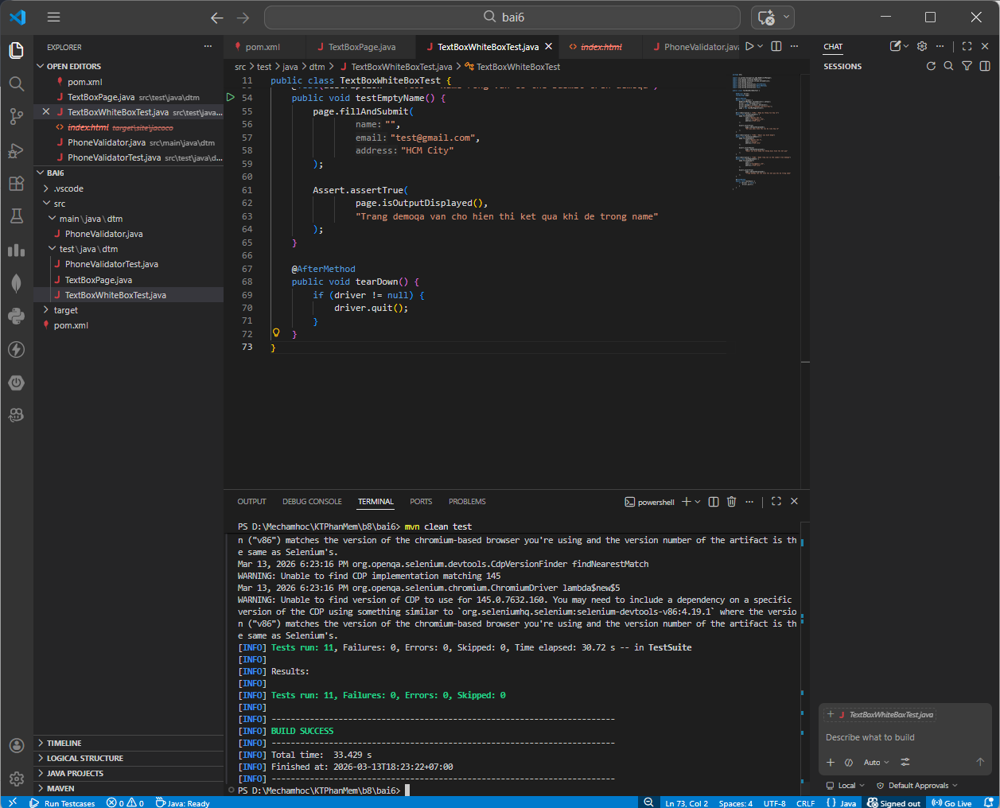 bai6
EXPLORER
OPEN EDITORS
pom.xml
TextBoxPage.java src\test\java\dtm
TextBoxWhiteBoxTest.java src\test\java...
index.html target\site\jacoco
PhoneValidator.java src\main\java\dtm
PhoneValidatorTest.java src\test\java\d...
BAI6
.vscode
src
main\java\dtm
PhoneValidator.java
test\java\dtm
PhoneValidatorTest.java
TextBoxPage.java
TextBoxWhiteBoxTest.java
target
pom.xml
TIMELINE
LOGICAL STRUCTURE
JAVA PROJECTS
MAVEN
pom.xml TextBoxPage.java TextBoxWhiteBoxTest.java index.html PhoneValidator.java
src > test > java > dtm > TextBoxWhiteBoxTest.java > TextBoxWhiteBoxTest
11 public class TextBoxWhiteBoxTest {
54 public void testEmptyName() {
55 page.fillAndSubmit(
56 name: "",
57 email: "test@gmail.com",
58 address: "HCM City"
59 );
60
61 Assert.assertTrue(
62 page.isOutputDisplayed(),
63 "Trang demoqa van cho hien thi ket qua khi de trong name"
64 );
65 }
66
67 @AfterMethod
68 public void tearDown() {
69 if (driver != null) {
70 driver.quit();
71 }
72 }
73 }
OUTPUT DEBUG CONSOLE TERMINAL PORTS PROBLEMS
powershell
PS D:\Mechamhoc\KTPhanMem\b8\bai6> mvn clean test
n ("v86") matches the version of the chromium-based browser you're using and the version number of the artifact is th
e same as Selenium's.
Mar 13, 2026 6:23:16 PM org.openqa.selenium.devtools.CdpVersionFinder findNearestMatch
WARNING: Unable to find CDP implementation matching 145
Mar 13, 2026 6:23:16 PM org.openqa.selenium.chromium.ChromiumDriver lambda$new$5
WARNING: Unable to find version of CDP to use for 145.0.7632.160. You may need to include a dependency on a specific
version of the CDP using something similar to `org.seleniumhq.selenium:selenium-devtools-v86:4.19.1` where the versio
n ("v86") matches the version of the chromium-based browser you're using and the version number of the artifact is th
e same as Selenium's.
[INFO] Tests run: 11, Failures: 0, Errors: 0, Skipped: 0, Time elapsed: 30.72 s -- in TestSuite
[INFO]
[INFO] Results:
[INFO]
[INFO] Tests run: 11, Failures: 0, Errors: 0, Skipped: 0
[INFO]
[INFO] ------------------------------------------------------------------------
[INFO] BUILD SUCCESS
[INFO] ------------------------------------------------------------------------
[INFO] Total time:  33.429 s
[INFO] Finished at: 2026-03-13T18:23:22+07:00
[INFO] ------------------------------------------------------------------------
PS D:\Mechamhoc\KTPhanMem\b8\bai6>
CHAT
SESSIONS
TextBoxWhiteBoxTest.java
Describe what to build
Auto
Local Default Approvals
Run Testcases 0 0 Java: Ready Ln 73, Col 2 Spaces: 4 UTF-8 CRLF {} Java Signed out Go Live